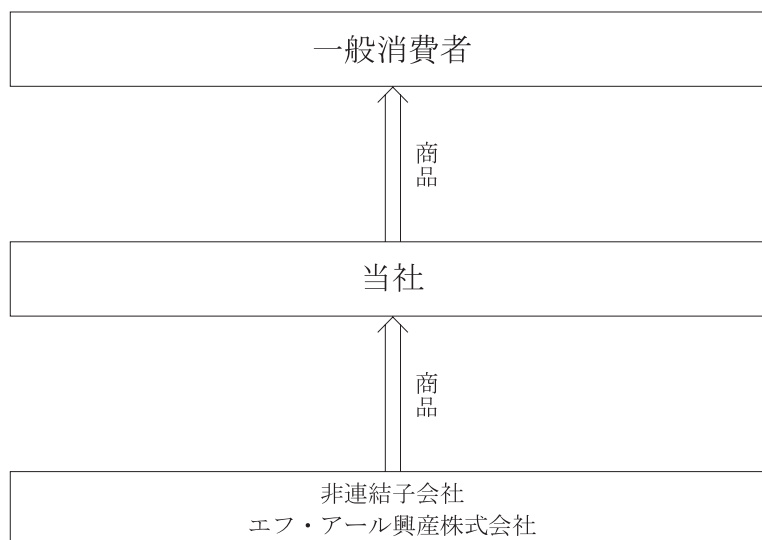 一般消費者
商品
当社
商品
非連結子会社
エフ・アール興産株式会社